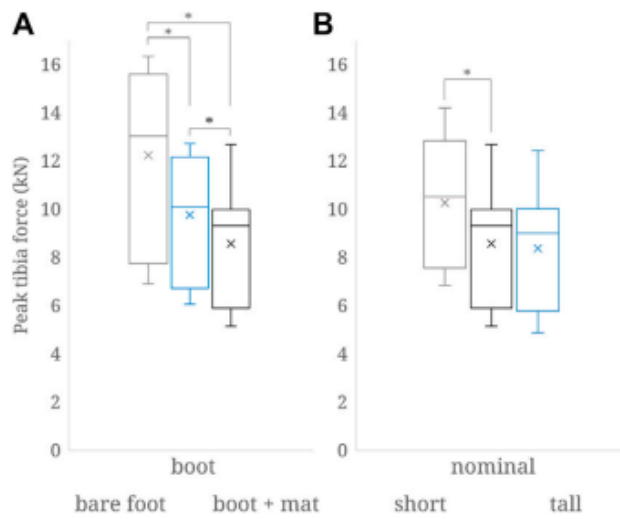 A
B
Peak tibia force (kN)
16
14
12
10
8
6
4
2
0
*
*
*
16
14
12
10
8
6
4
2
0
*
boot
nominal
bare foot
boot + mat
short
tall